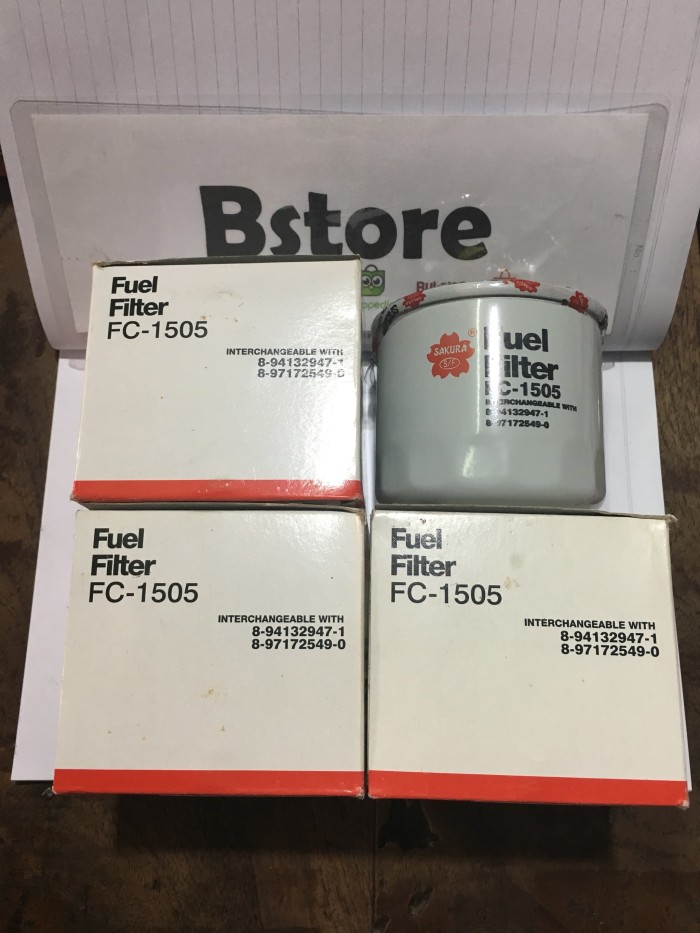 Bstore
Fuel
Filter
FC-1505
INTERCHANGEABLE WITH
8-94132947-1
8-97172549-0
SAKURA
®
S/F
Fuel
Filter
FC-1505
INTERCHANGEABLE WITH
8-94132947-1
8-97172549-0
Fuel
Filter
FC-1505
INTERCHANGEABLE WITH
8-94132947-1
8-97172549-0
Fuel
Filter
FC-1505
INTERCHANGEABLE WITH
8-94132947-1
8-97172549-0